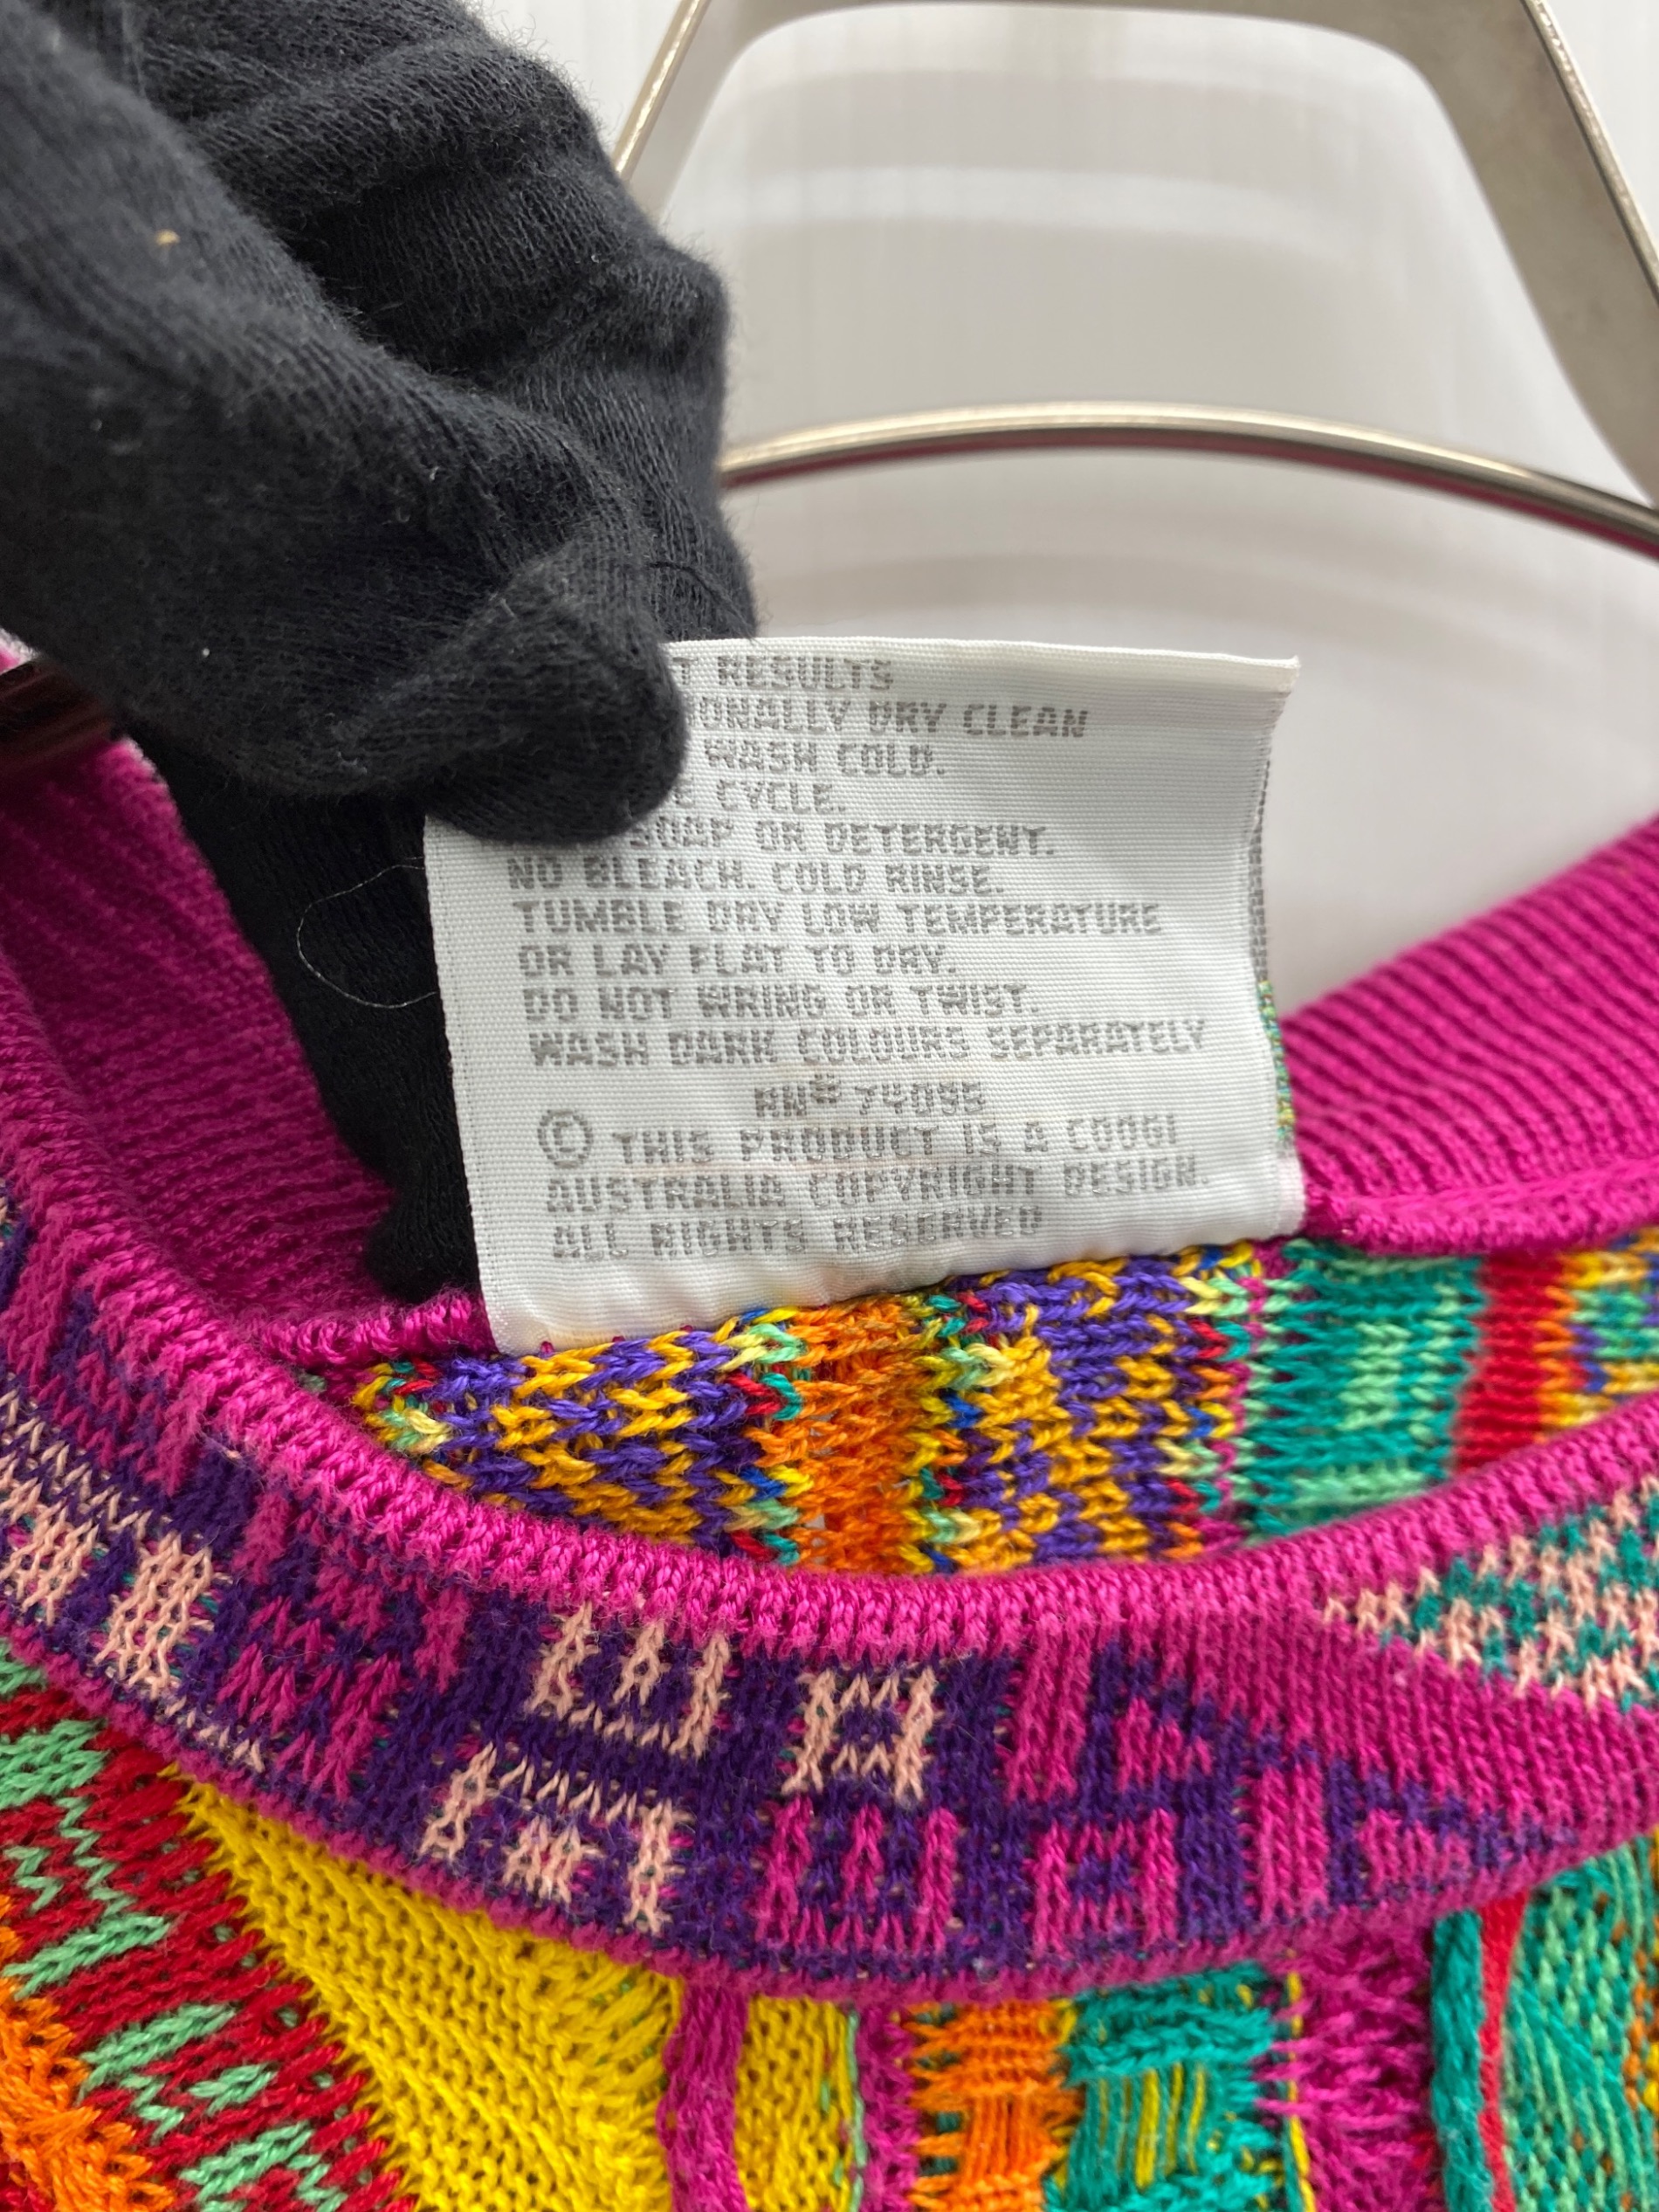 T RESULTS
ONALLY DRY CLEAN
WASH COLD.
E CYCLE.
SOAP OR DETERGENT.
NO BLEACH. COLD RINSE.
TUMBLE DRY LOW TEMPERATURE
OR LAY FLAT TO DRY.
DO NOT WRING OR TWIST.
WASH DARK COLOURS SEPARATELY
RN# 74095
© THIS PRODUCT IS A COOGI
AUSTRALIA COPYRIGHT DESIGN.
ALL RIGHTS RESERVED